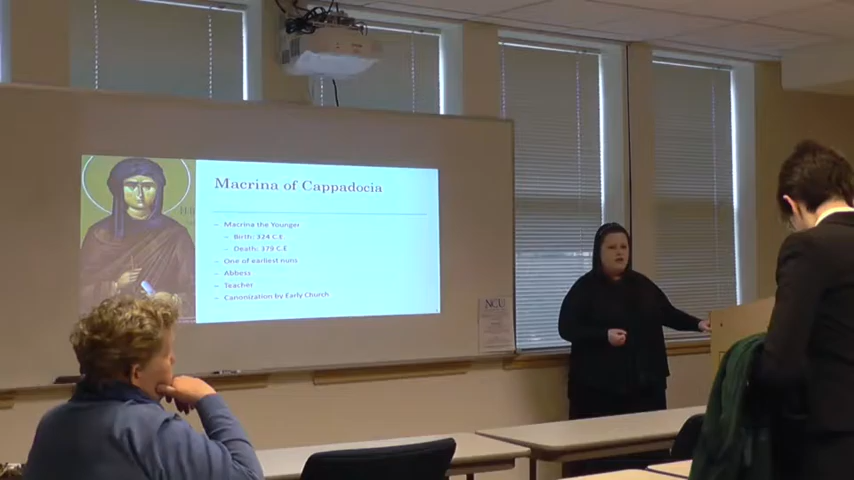 Macrina of Cappadocia
– Macrina the Younger
– Birth: 324 C.E.
– Death: 379 C.E.
– One of earliest nuns
– Abbess
– Teacher
– Canonization by Early Church
NCU